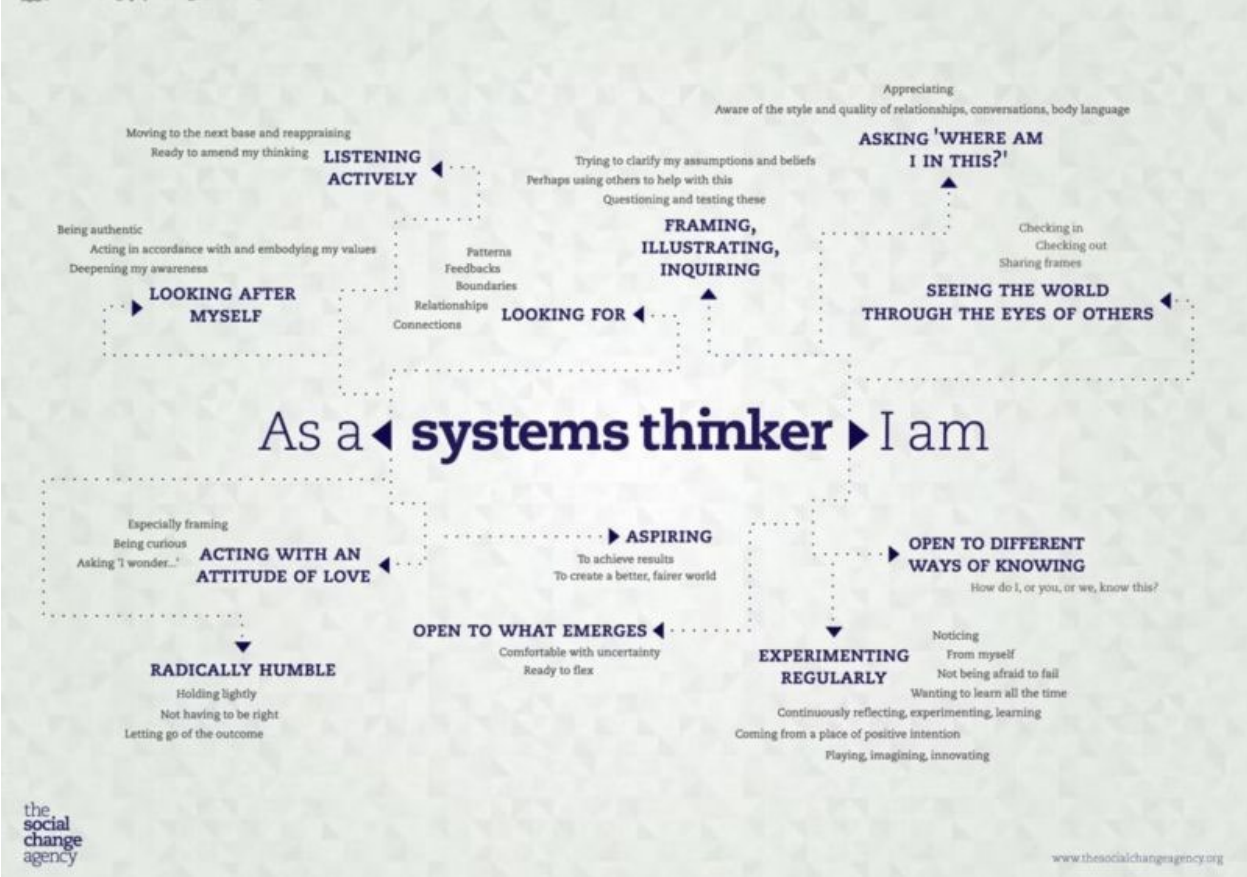 Appreciating
Aware of the style and quality of relationships, conversations, body language
ASKING 'WHERE AM
I IN THIS?'
Moving to the next base and reappraising
Ready to amend my thinking
LISTENING
ACTIVELY
Trying to clarify my assumptions and beliefs
Perhaps using others to help with this
Questioning and testing these
FRAMING,
ILLUSTRATING,
INQUIRING
Being authentic
Acting in accordance with and embodying my values
Deepening my awareness
LOOKING AFTER
MYSELF
Patterns
Feedbacks
Boundaries
Relationships
Connections
LOOKING FOR
Checking in
Checking out
Sharing frames
SEEING THE WORLD
THROUGH THE EYES OF OTHERS
As a systems thinker I am
Especially framing
Being curious
Asking 'I wonder...'
ACTING WITH AN
ATTITUDE OF LOVE
ASPIRING
To achieve results
To create a better, fairer world
OPEN TO DIFFERENT
WAYS OF KNOWING
How do I, or you, or we, know this?
OPEN TO WHAT EMERGES
Comfortable with uncertainty
Ready to flex
RADICALLY HUMBLE
Holding lightly
Not having to be right
Letting go of the outcome
EXPERIMENTING
REGULARLY
Noticing
From myself
Not being afraid to fail
Wanting to learn all the time
Continuously reflecting, experimenting, learning
Coming from a place of positive intention
Playing, imagining, innovating
the
social
change
agency
www.thesocialchangeagency.org